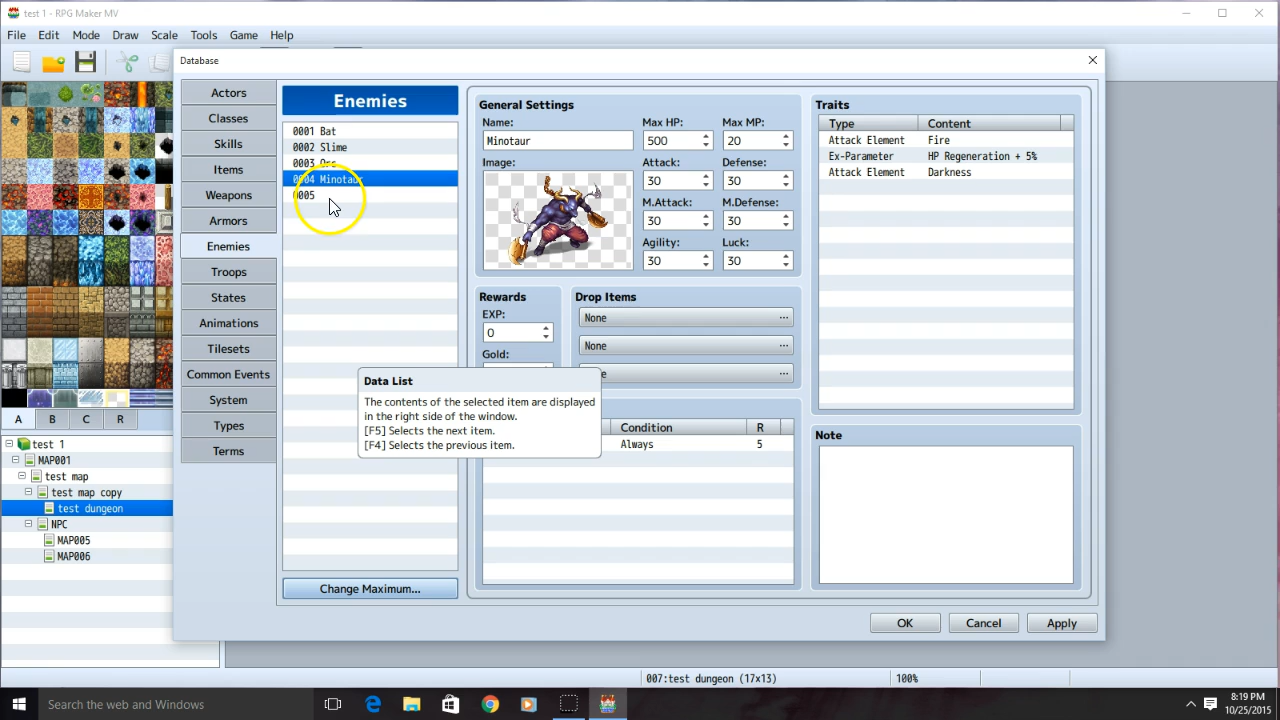 test 1 - RPG Maker MV
File Edit Mode Draw Scale Tools Game Help
Database
Actors
Classes
Skills
Items
Weapons
Armors
Enemies
Troops
States
Animations
Tilesets
Common Events
System
Types
Terms
Enemies
0001 Bat
0002 Slime
0003 Orc
0004 Minotaur
0005
Change Maximum...
General Settings
Name:
Minotaur
Image:
Max HP: Max MP:
500 20
Attack: Defense:
30 30
M.Attack: M.Defense:
30 30
Agility: Luck:
30 30
Rewards
EXP:
0
Gold:
Drop Items
None ...
None ...
...
Data List
The contents of the selected item are displayed
in the right side of the window.
[F5] Selects the next item.
[F4] Selects the previous item.
Condition R
Always 5
Traits
Type Content
Attack Element Fire
Ex-Parameter HP Regeneration + 5%
Attack Element Darkness
Note
OK Cancel Apply
A B C R
test 1
MAP001
test map
test map copy
test dungeon
NPC
MAP005
MAP006
007:test dungeon (17x13) 100%
Search the web and Windows
8:19 PM
10/25/2015